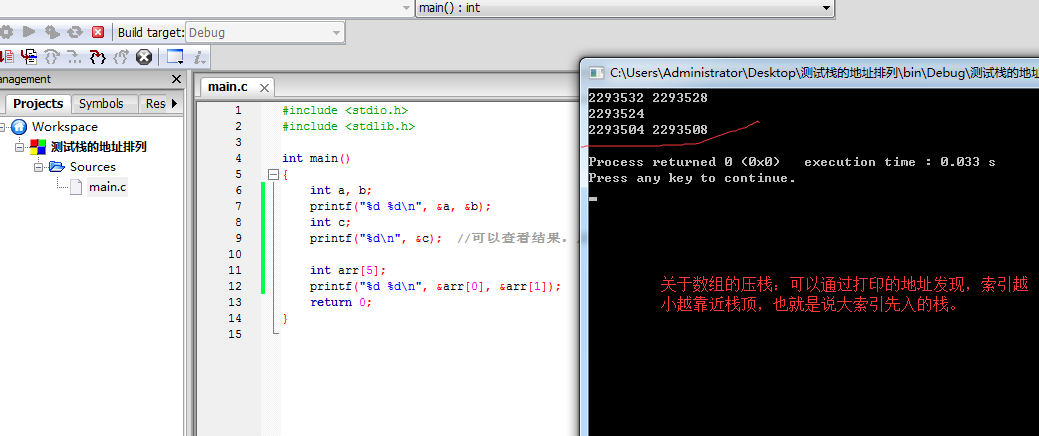 main() : int
Build target: Debug
anagement
Projects Symbols Res
Workspace
测试栈的地址排列
Sources
main.c
main.c
1 #include <stdio.h>
2 #include <stdlib.h>
3
4 int main()
5 {
6 int a, b;
7 printf("%d %d\n", &a, &b);
8 int c;
9 printf("%d\n", &c); //可以查看结果。
10
11 int arr[5];
12 printf("%d %d\n", &arr[0], &arr[1]);
13 return 0;
14 }
15
C:\Users\Administrator\Desktop\测试栈的地址排列\bin\Debug\测试栈的地
2293532 2293528
2293524
2293504 2293508
Process returned 0 (0x0) execution time : 0.033 s
Press any key to continue.
关于数组的压栈：可以通过打印的地址发现，索引越
小越靠近栈顶，也就是说大索引先入的栈。